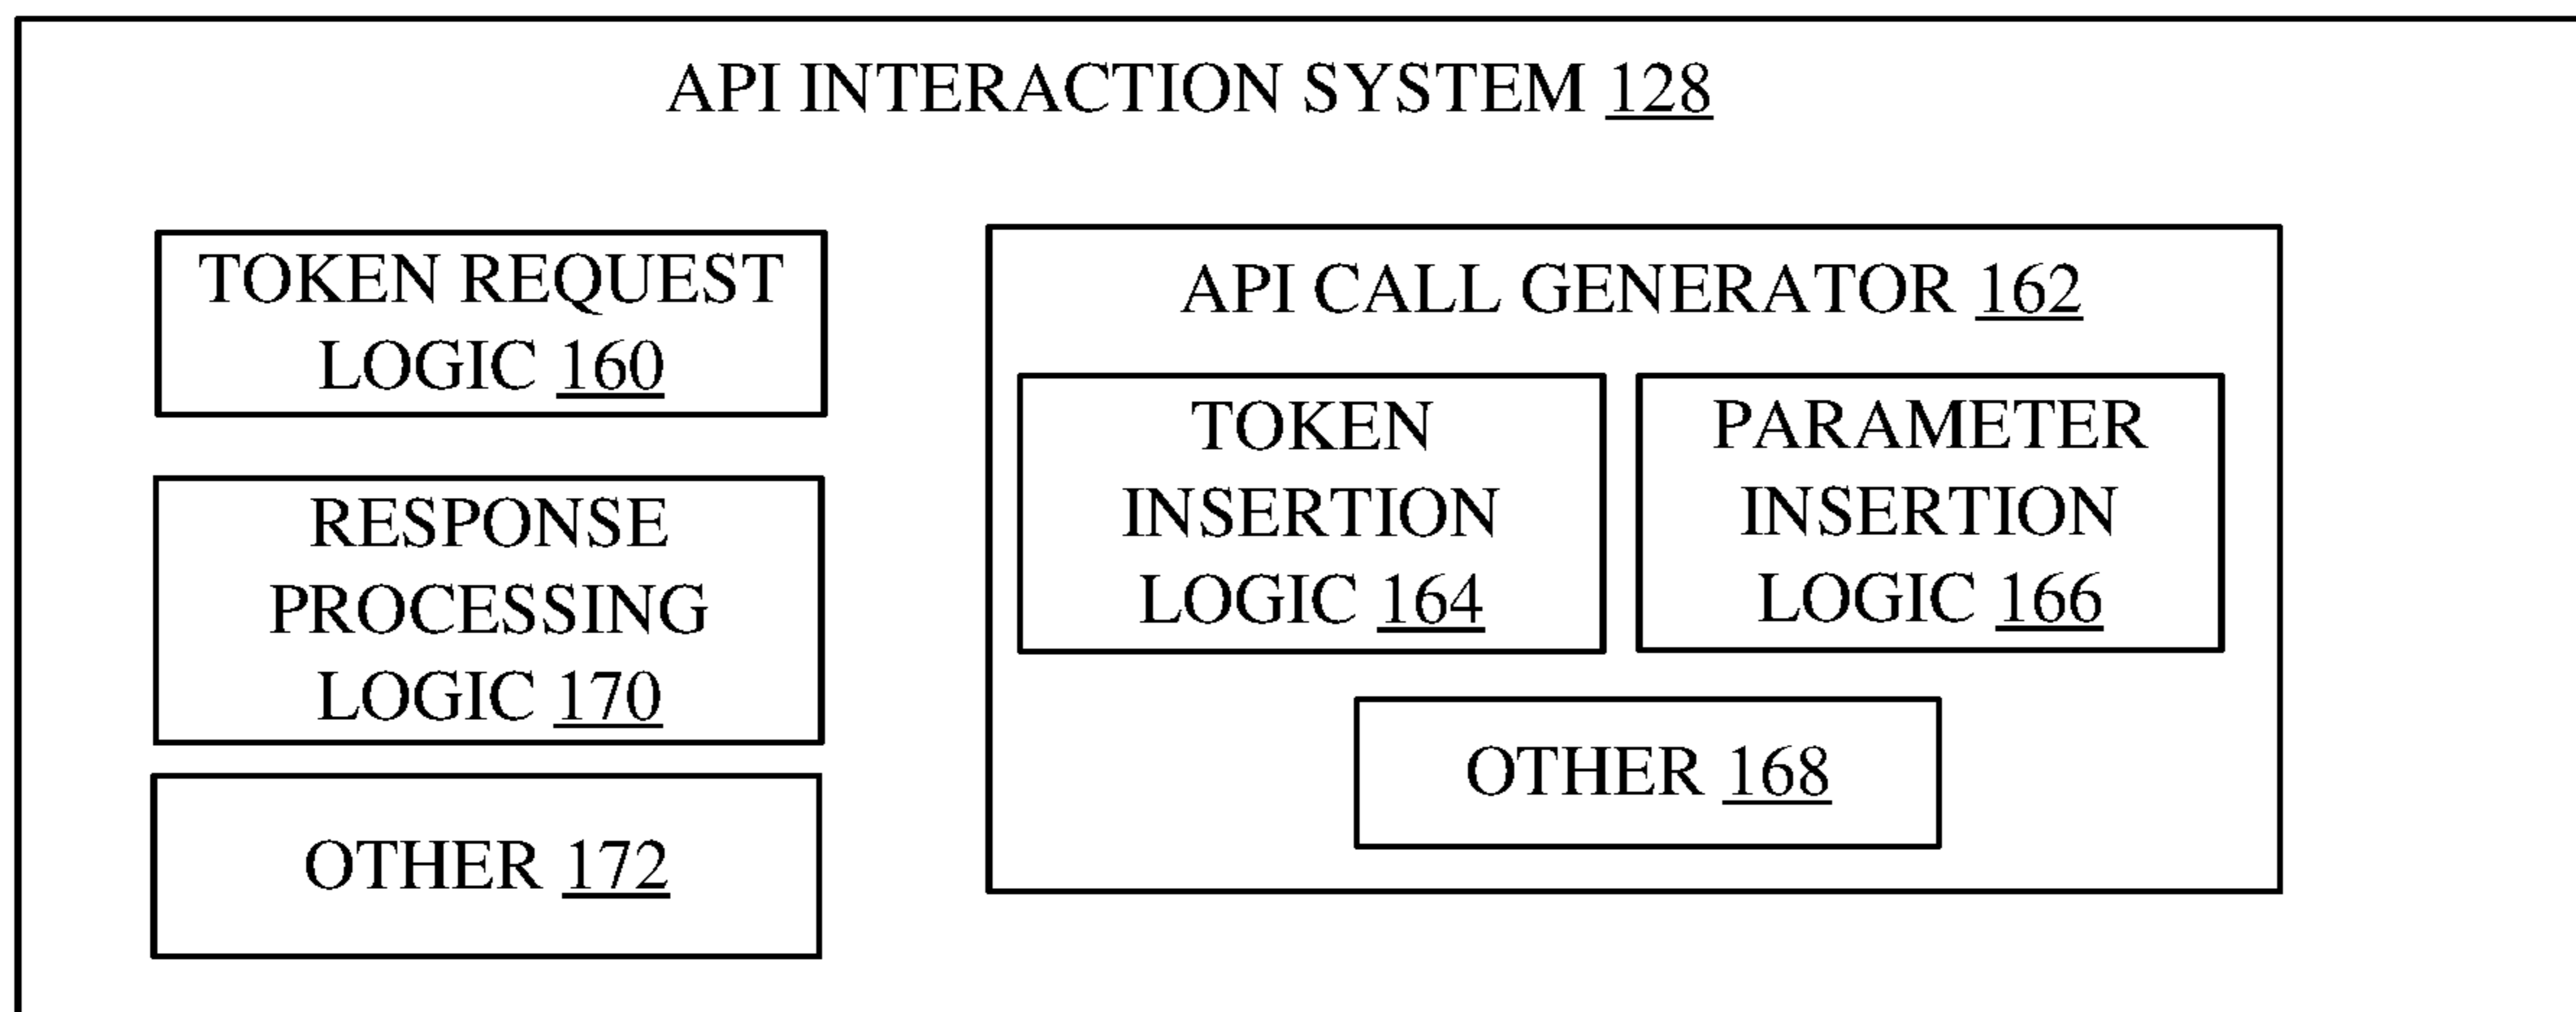 API INTERACTION SYSTEM 128
TOKEN REQUEST
LOGIC 160
RESPONSE
PROCESSING
LOGIC 170
OTHER 172
API CALL GENERATOR 162
TOKEN
INSERTION
LOGIC 164
PARAMETER
INSERTION
LOGIC 166
OTHER 168